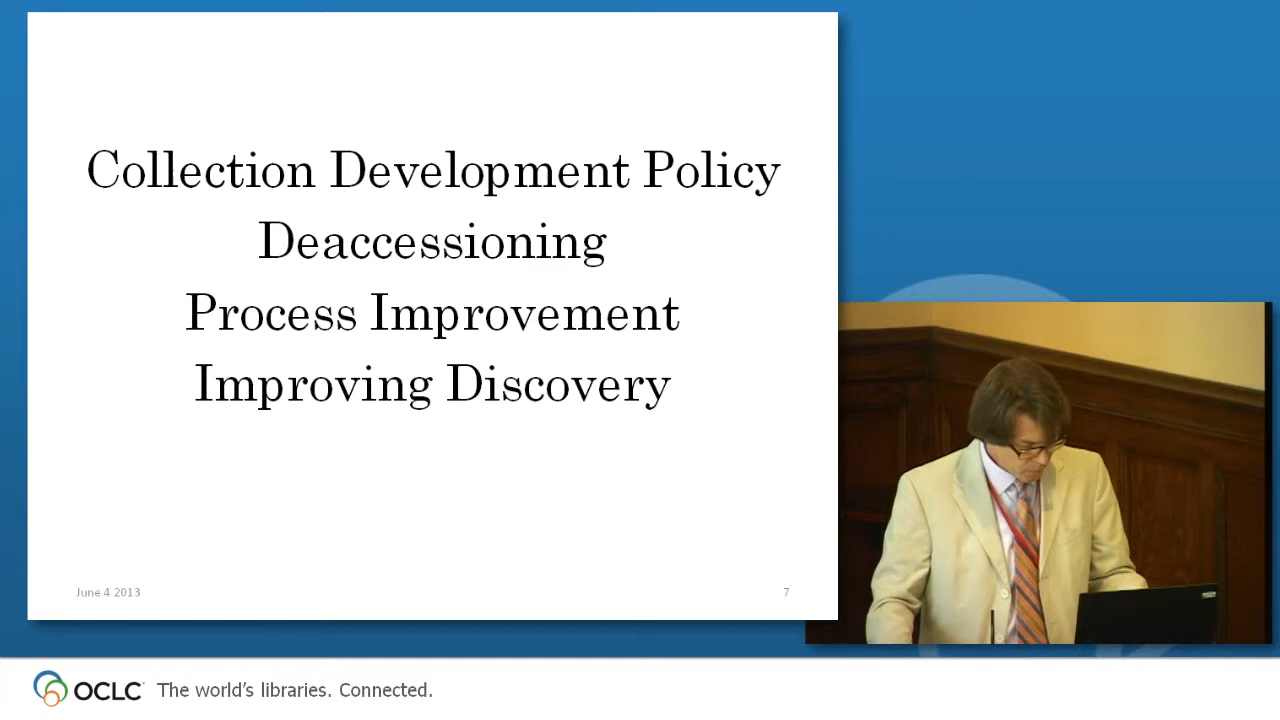 Collection Development Policy
Deaccessioning
Process Improvement
Improving Discovery
June 4 2013
7
OCLC The world's libraries. Connected.